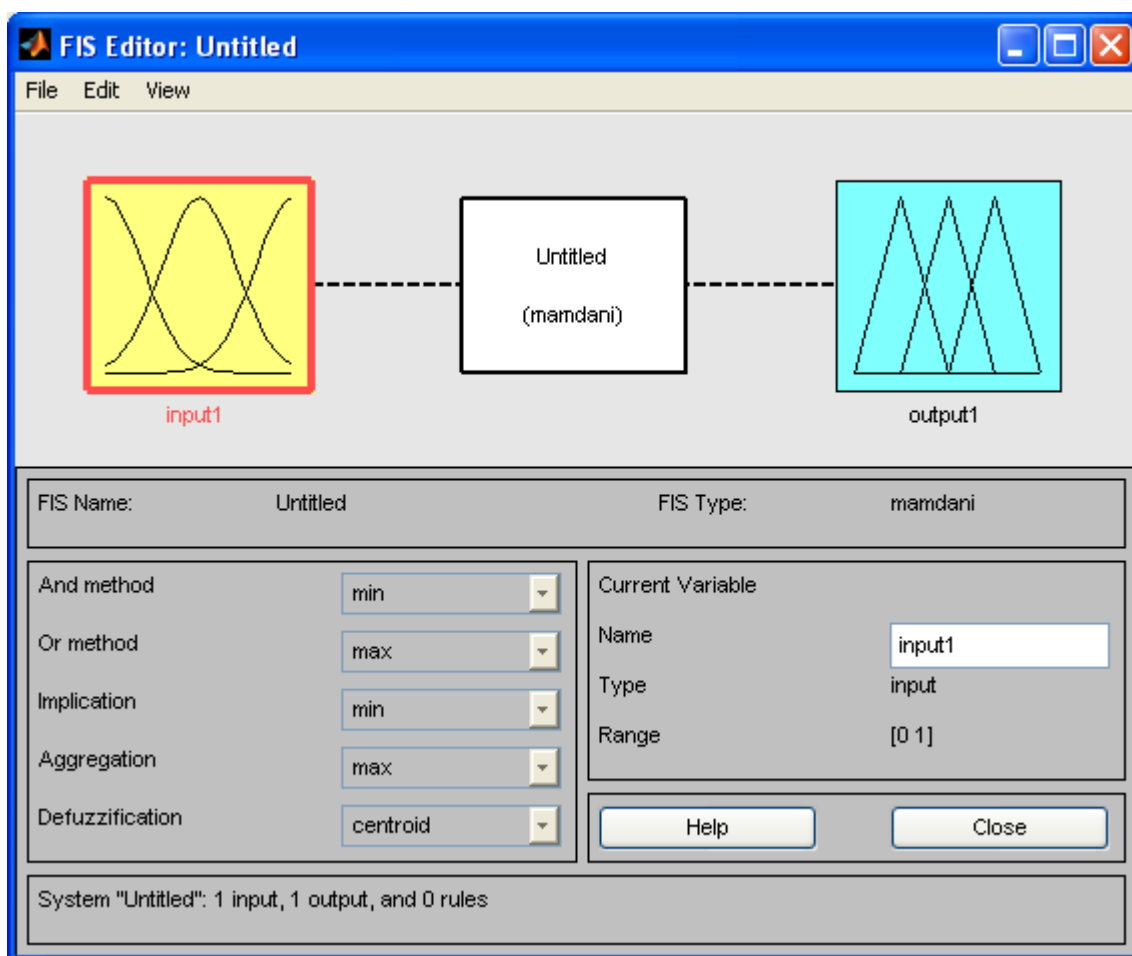 FIS Editor: Untitled
File Edit View
Untitled
(mamdani)
input1
output1
FIS Name: Untitled FIS Type: mamdani
And method min
Or method max
Implication min
Aggregation max
Defuzzification centroid
Current Variable
Name input1
Type input
Range [0 1]
Help Close
System "Untitled": 1 input, 1 output, and 0 rules